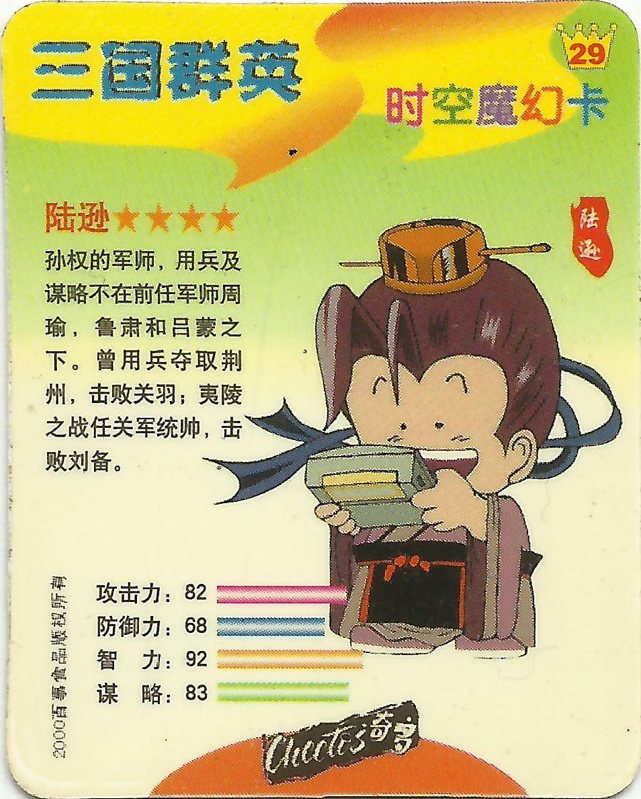 三国群英
29
时空魔幻卡
陆逊★★★★
陆逊
孙权的军师，用兵及
谋略不在前任军师周
瑜，鲁肃和吕蒙之
下。曾用兵夺取荆
州，击败关羽；夷陵
之战任关军统帅，击
败刘备。
攻击力：82
防御力：68
智 力：92
谋 略：83
2000百事食品版权所有
Cheetos奇多